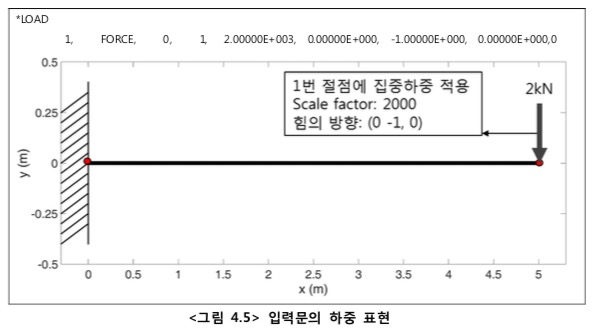 *LOAD
1, FORCE, 0, 1, 2.00000E+003, 0.00000E+000, -1.00000E+000, 0.00000E+000,0
0.5
1번 절점에 집중하중 적용
Scale factor: 2000
힘의 방향: (0 -1, 0)
2kN
0.25
0
-0.25
-0.5
y (m)
0 0.5 1 1.5 2 2.5 3 3.5 4 4.5 5
x (m)
<그림 4.5> 입력문의 하중 표현